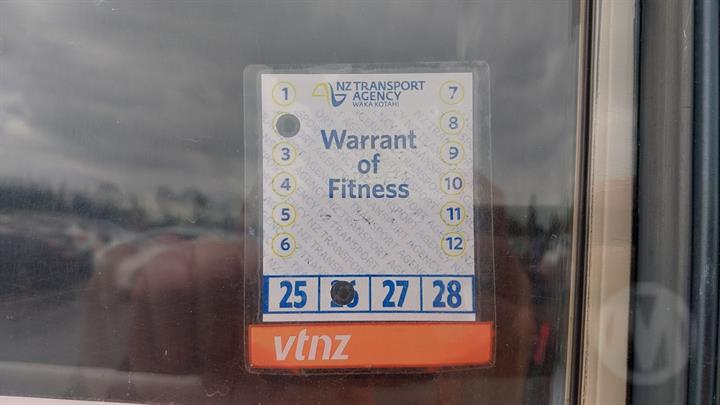 NZ TRANSPORT
AGENCY
WAKA KOTAHI
1 7
8
3 9
4 10
5 11
6 12
Warrant
of
Fitness
25 26 27 28
vtnz
M